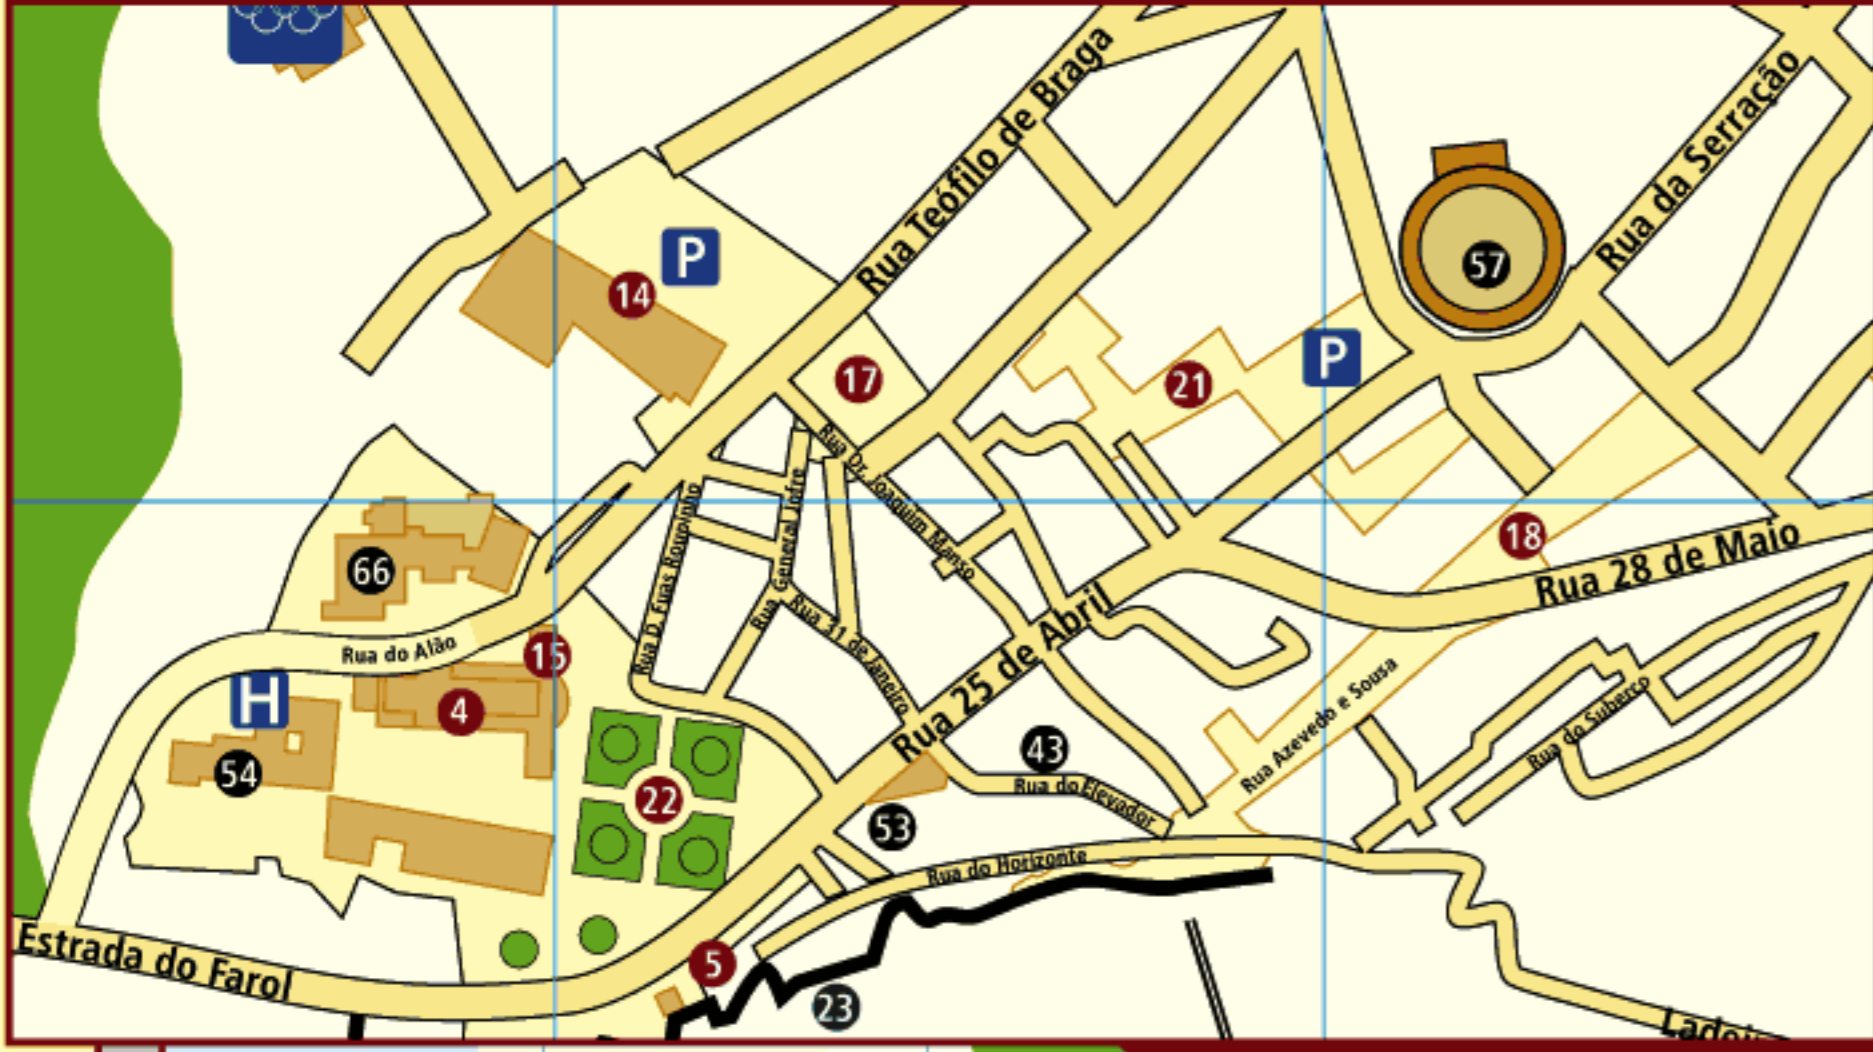 Rua Teófilo de Braga
Rua da Serração
P
14
57
P
17
21
Rua Dr. Joaquim Manso
Rua General Jofre
Rua D. Fuas Roupinho
66
18
Rua 28 de Maio
Rua 31 de Janeiro
Rua do Alão
15
Rua 25 de Abril
H
4
Rua Azevedo e Sousa
Rua do Suberco
54
43
22
Rua do Elevador
53
Rua do Horizonte
Estrada do Farol
5
23